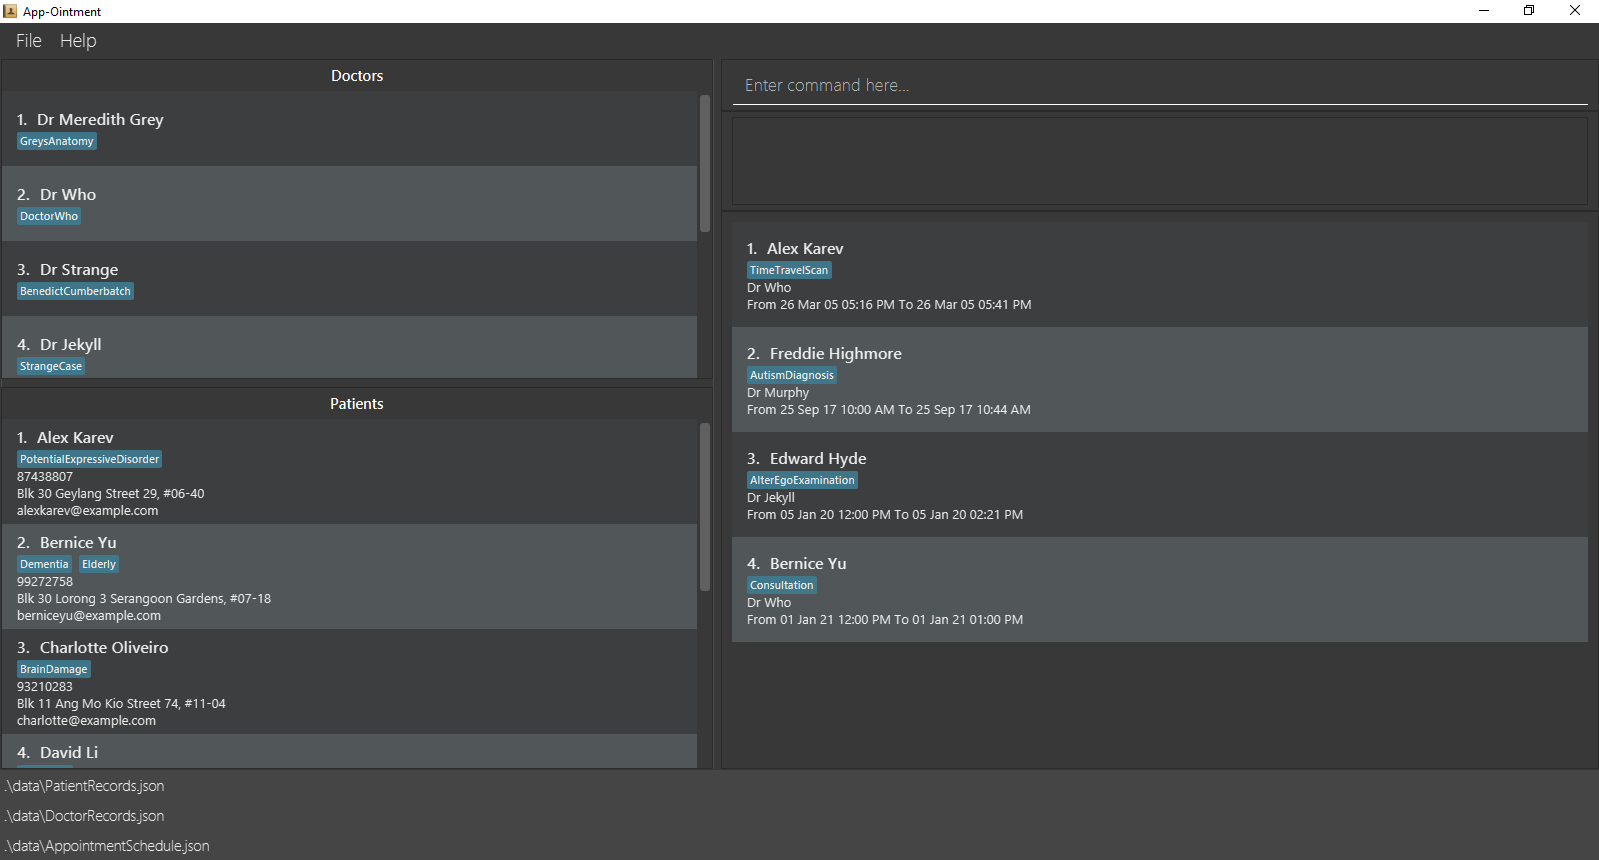 App-Ointment
File Help
Doctors
1. Dr Meredith Grey
GreysAnatomy
2. Dr Who
DoctorWho
3. Dr Strange
BenedictCumberbatch
4. Dr Jekyll
StrangeCase
Patients
1. Alex Karev
PotentialExpressiveDisorder
87438807
Blk 30 Geylang Street 29, #06-40
alexkarev@example.com
2. Bernice Yu
Dementia Elderly
99272758
Blk 30 Lorong 3 Serangoon Gardens, #07-18
berniceyu@example.com
3. Charlotte Oliveiro
BrainDamage
93210283
Blk 11 Ang Mo Kio Street 74, #11-04
charlotte@example.com
4. David Li
Enter command here...
1. Alex Karev
TimeTravelScan
Dr Who
From 26 Mar 05 05:16 PM To 26 Mar 05 05:41 PM
2. Freddie Highmore
AutismDiagnosis
Dr Murphy
From 25 Sep 17 10:00 AM To 25 Sep 17 10:44 AM
3. Edward Hyde
AlterEgoExamination
Dr Jekyll
From 05 Jan 20 12:00 PM To 05 Jan 20 02:21 PM
4. Bernice Yu
Consultation
Dr Who
From 01 Jan 21 12:00 PM To 01 Jan 21 01:00 PM
.\data\PatientRecords.json
.\data\DoctorRecords.json
.\data\AppointmentSchedule.json